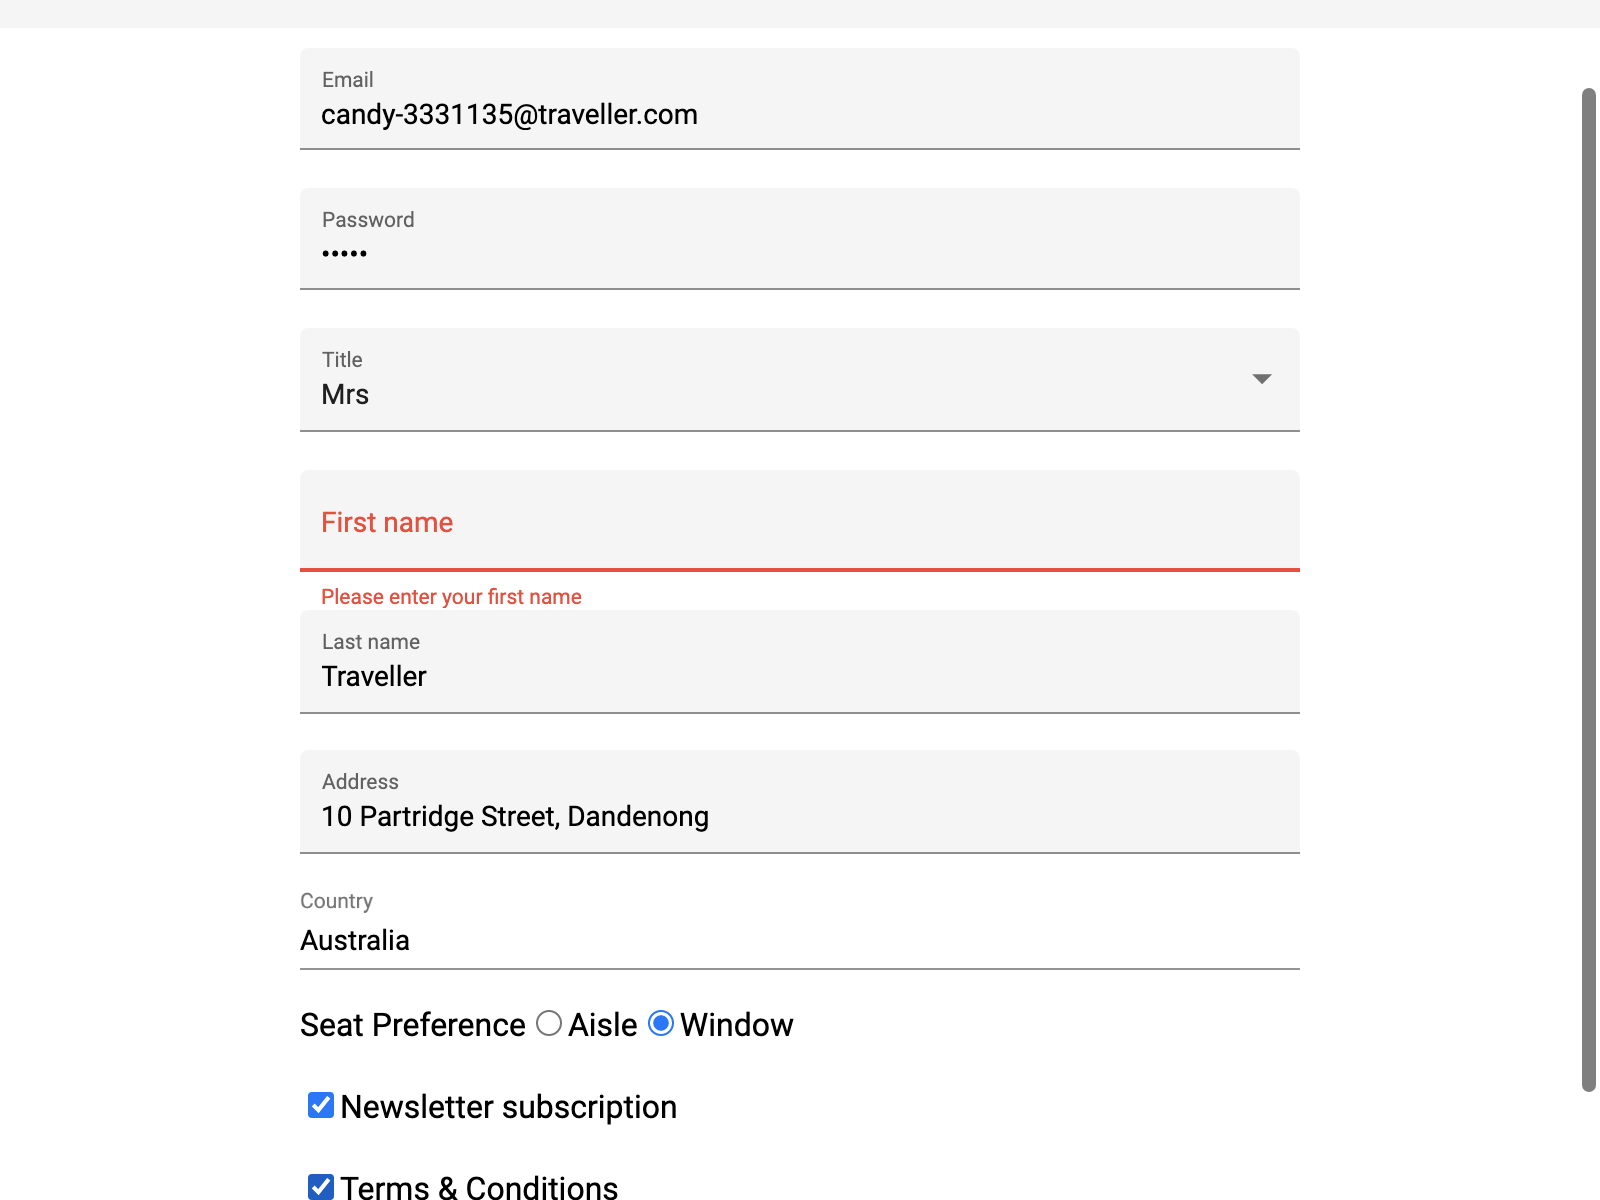 Email
candy-3331135@traveller.com
Password
•••••
Title
Mrs
First name
Please enter your first name
Last name
Traveller
Address
10 Partridge Street, Dandenong
Country
Australia
Seat Preference Aisle Window
Newsletter subscription
Terms & Conditions